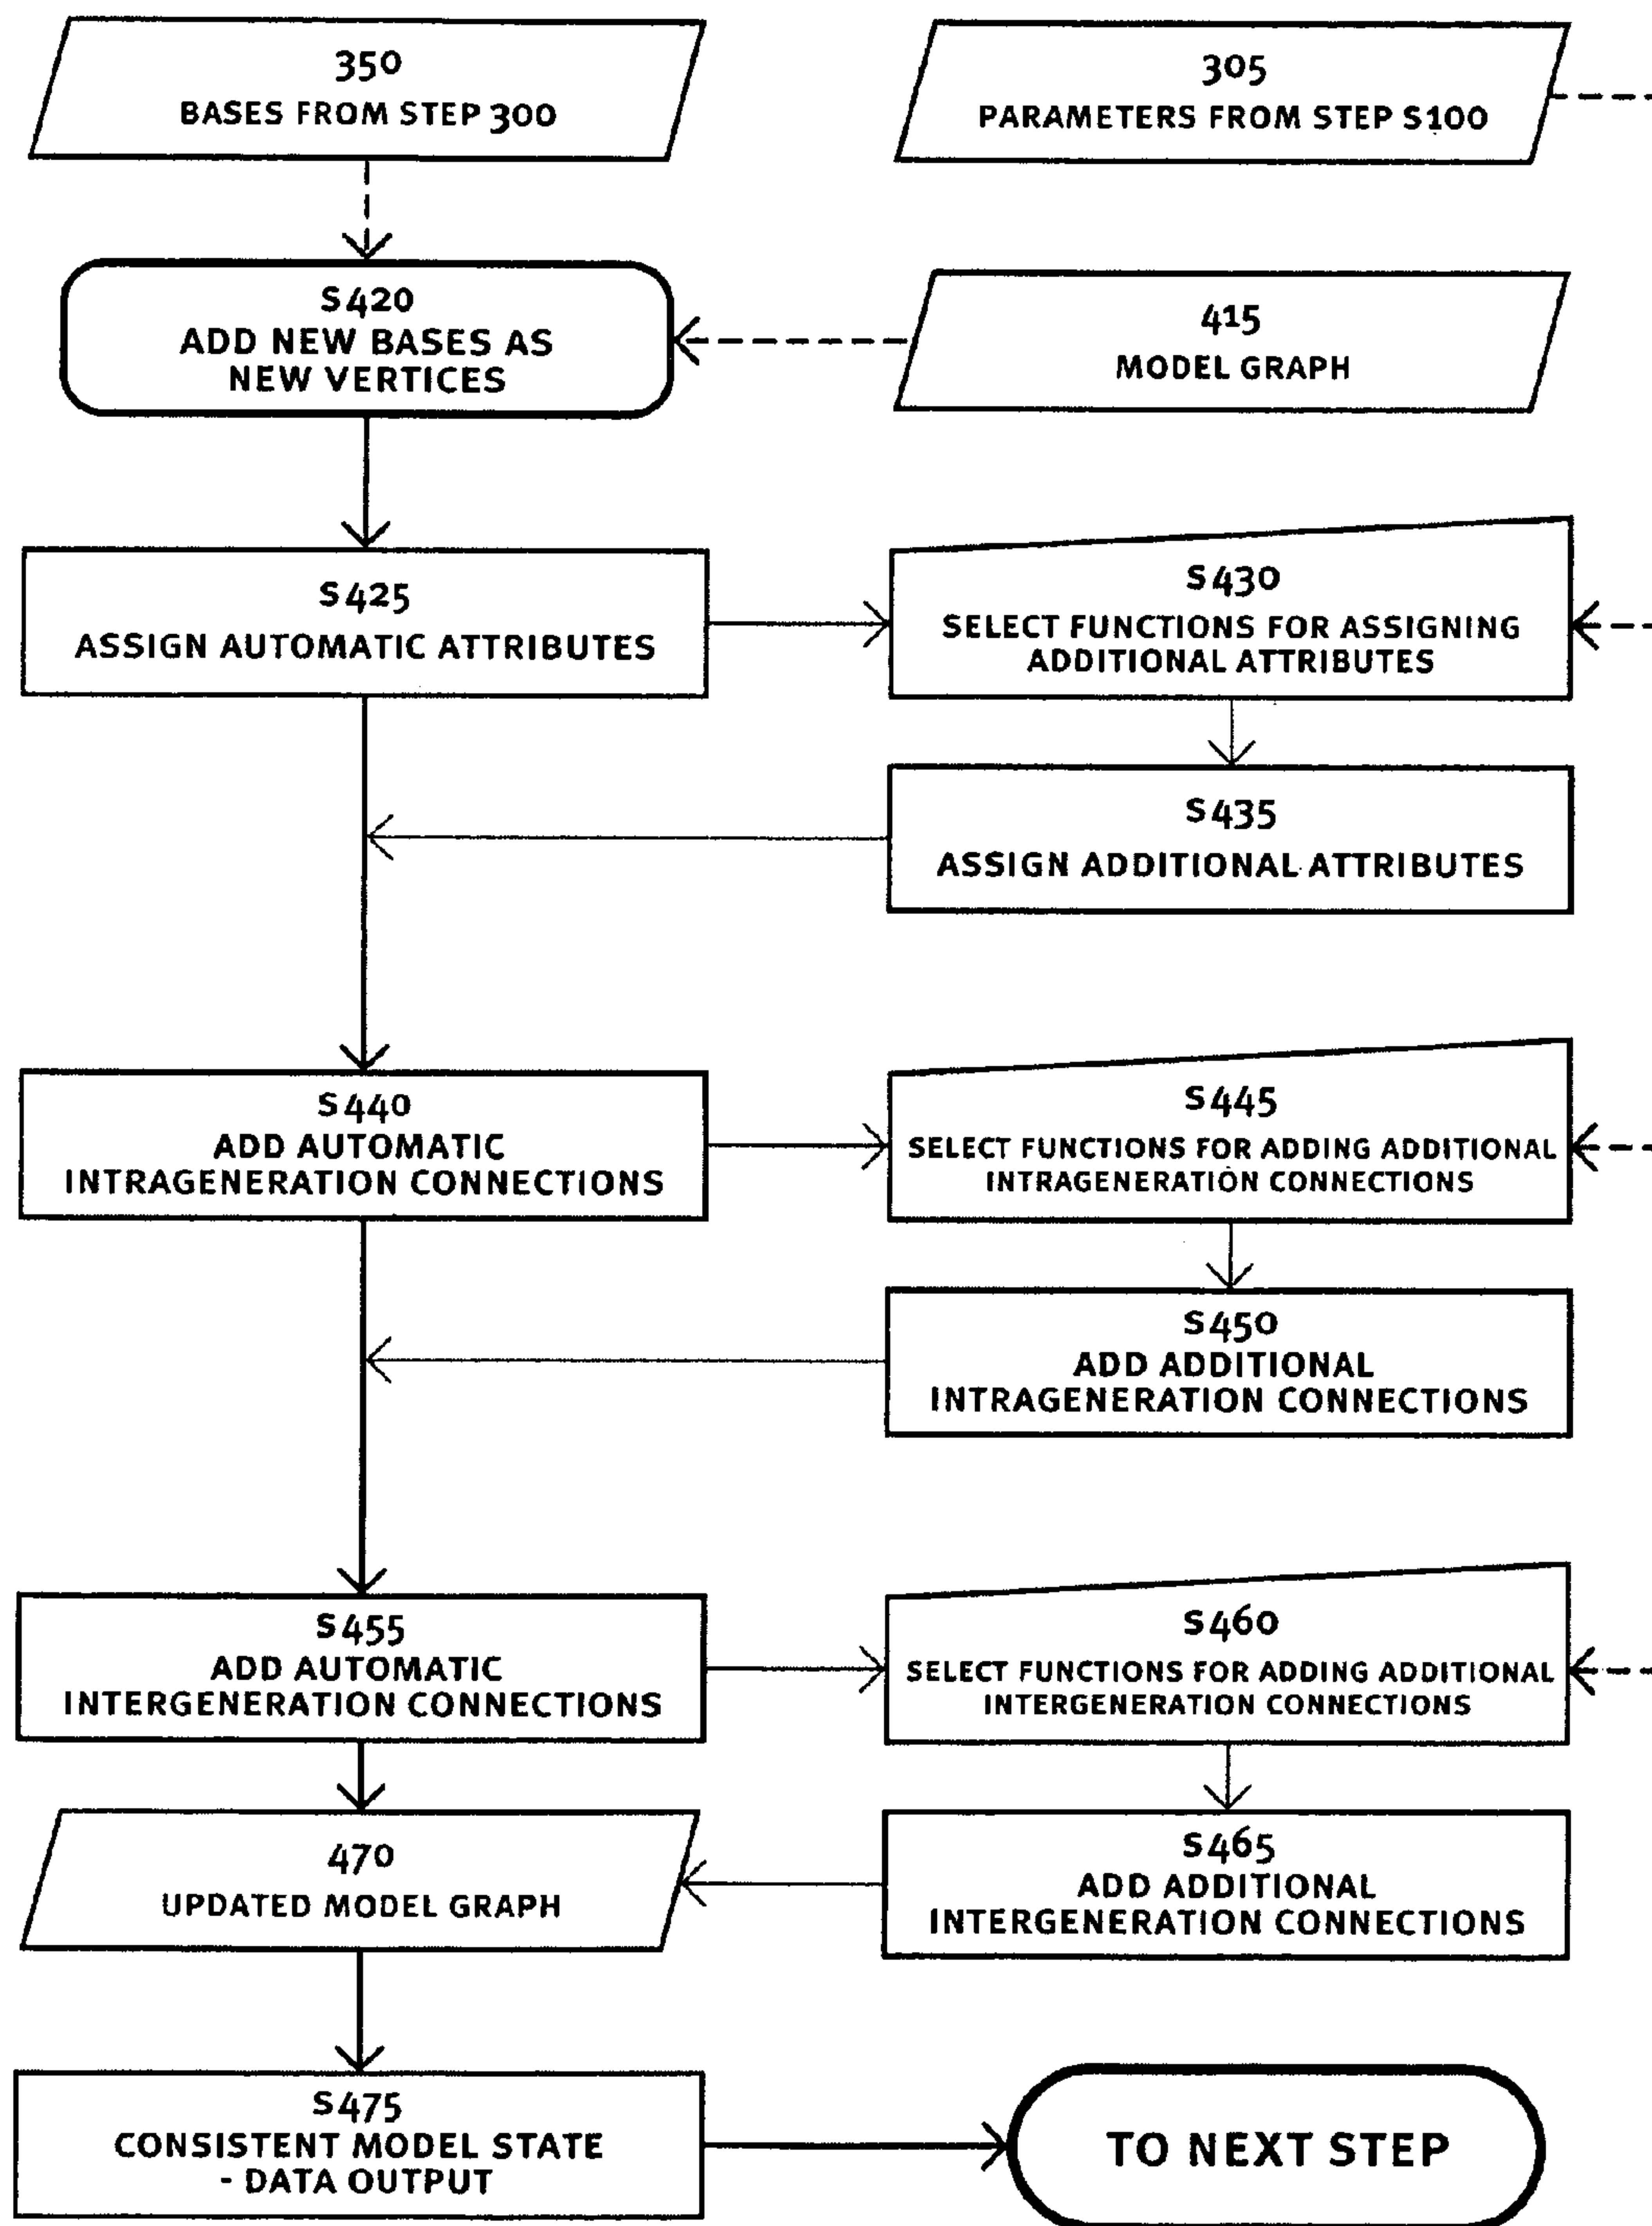 350
BASES FROM STEP 300
305
PARAMETERS FROM STEP S100
S420
ADD NEW BASES AS
NEW VERTICES
415
MODEL GRAPH
S425
ASSIGN AUTOMATIC ATTRIBUTES
S430
SELECT FUNCTIONS FOR ASSIGNING
ADDITIONAL ATTRIBUTES
S435
ASSIGN ADDITIONAL ATTRIBUTES
S440
ADD AUTOMATIC
INTRAGENERATION CONNECTIONS
S445
SELECT FUNCTIONS FOR ADDING ADDITIONAL
INTRAGENERATION CONNECTIONS
S450
ADD ADDITIONAL
INTRAGENERATION CONNECTIONS
S455
ADD AUTOMATIC
INTERGENERATION CONNECTIONS
S460
SELECT FUNCTIONS FOR ADDING ADDITIONAL
INTERGENERATION CONNECTIONS
470
UPDATED MODEL GRAPH
S465
ADD ADDITIONAL
INTERGENERATION CONNECTIONS
S475
CONSISTENT MODEL STATE
- DATA OUTPUT
TO NEXT STEP